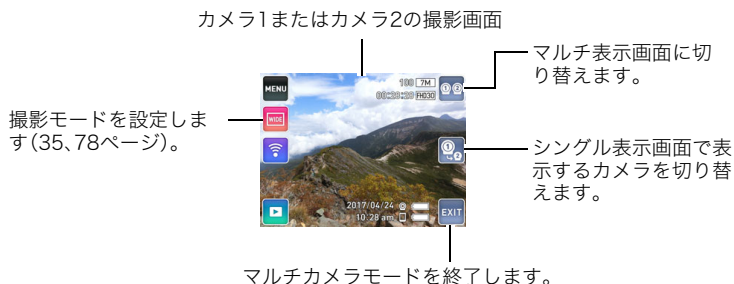 カメラ1またはカメラ2の撮影画面
マルチ表示画面に切
り替えます。
MENU
100 7M
00:28:20 FHD30
① ②
WIDE
撮影モードを設定しま
す（35、78ページ）。
① ②
シングル表示画面で表
示するカメラを切り替
えます。
2017/04/24
10:28 am
EXIT
マルチカメラモードを終了します。